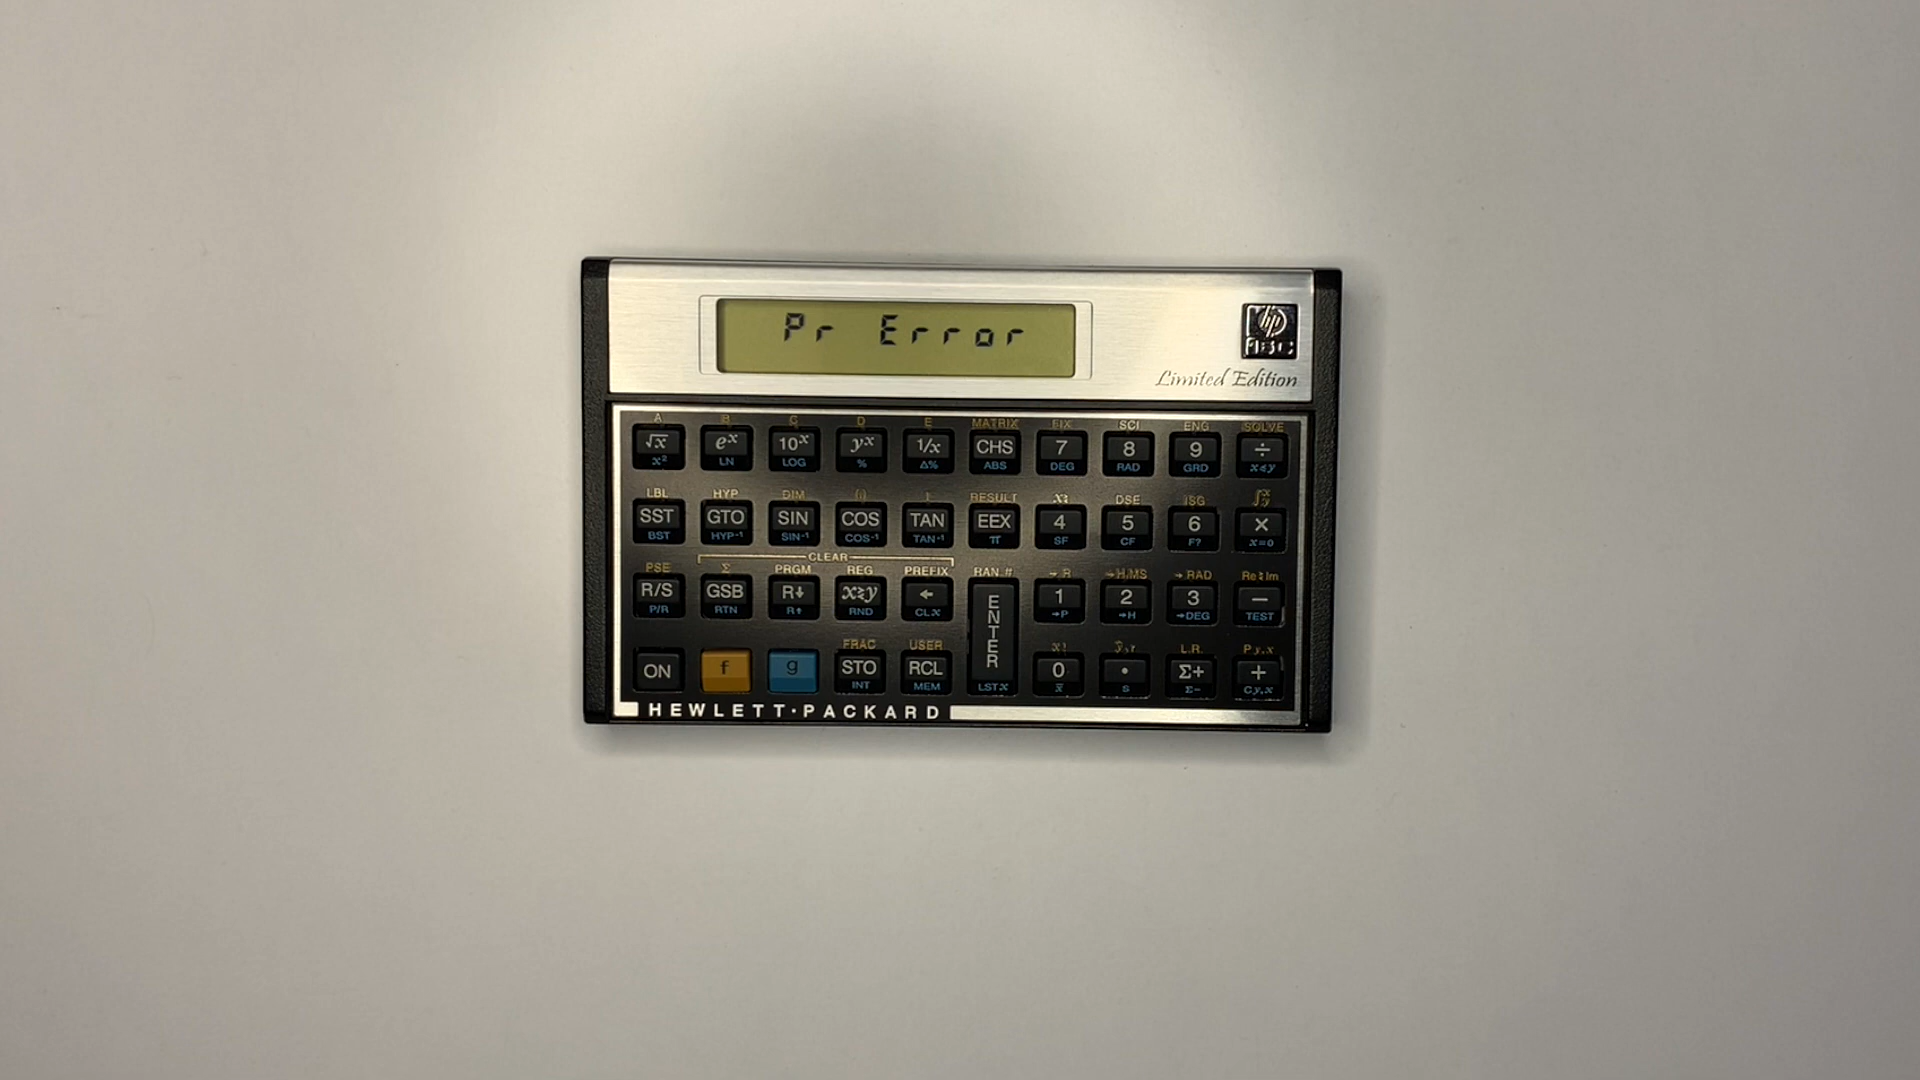 Pr Error
hp
15C
Limited Edition
A B C D E MATRIX FIX SCI ENG SOLVE
√x eˣ 10ˣ yˣ 1/x CHS 7 8 9 ÷
x² LN LOG % Δ% ABS DEG RAD GRD x≤y
LBL HYP DIM (i) I RESULT x⇄ DSE ISG ∫xy
SST GTO SIN COS TAN EEX 4 5 6 ×
BST HYP-1 SIN-1 COS-1 TAN-1 π SF CF F? x=0
CLEAR
PSE Σ PRGM REG PREFIX RAN # →R →H.MS →RAD Re⇄Im
R/S GSB R↓ x⇄y ← ENTER 1 2 3 −
P/R RTN R↑ RND CLx →P →H →DEG TEST
FRAC USER x! ŷ,r L.R. Py,x
ON f g STO RCL 0 • Σ+ +
INT MEM LSTx x̄ s Σ− Cy,x
HEWLETT·PACKARD